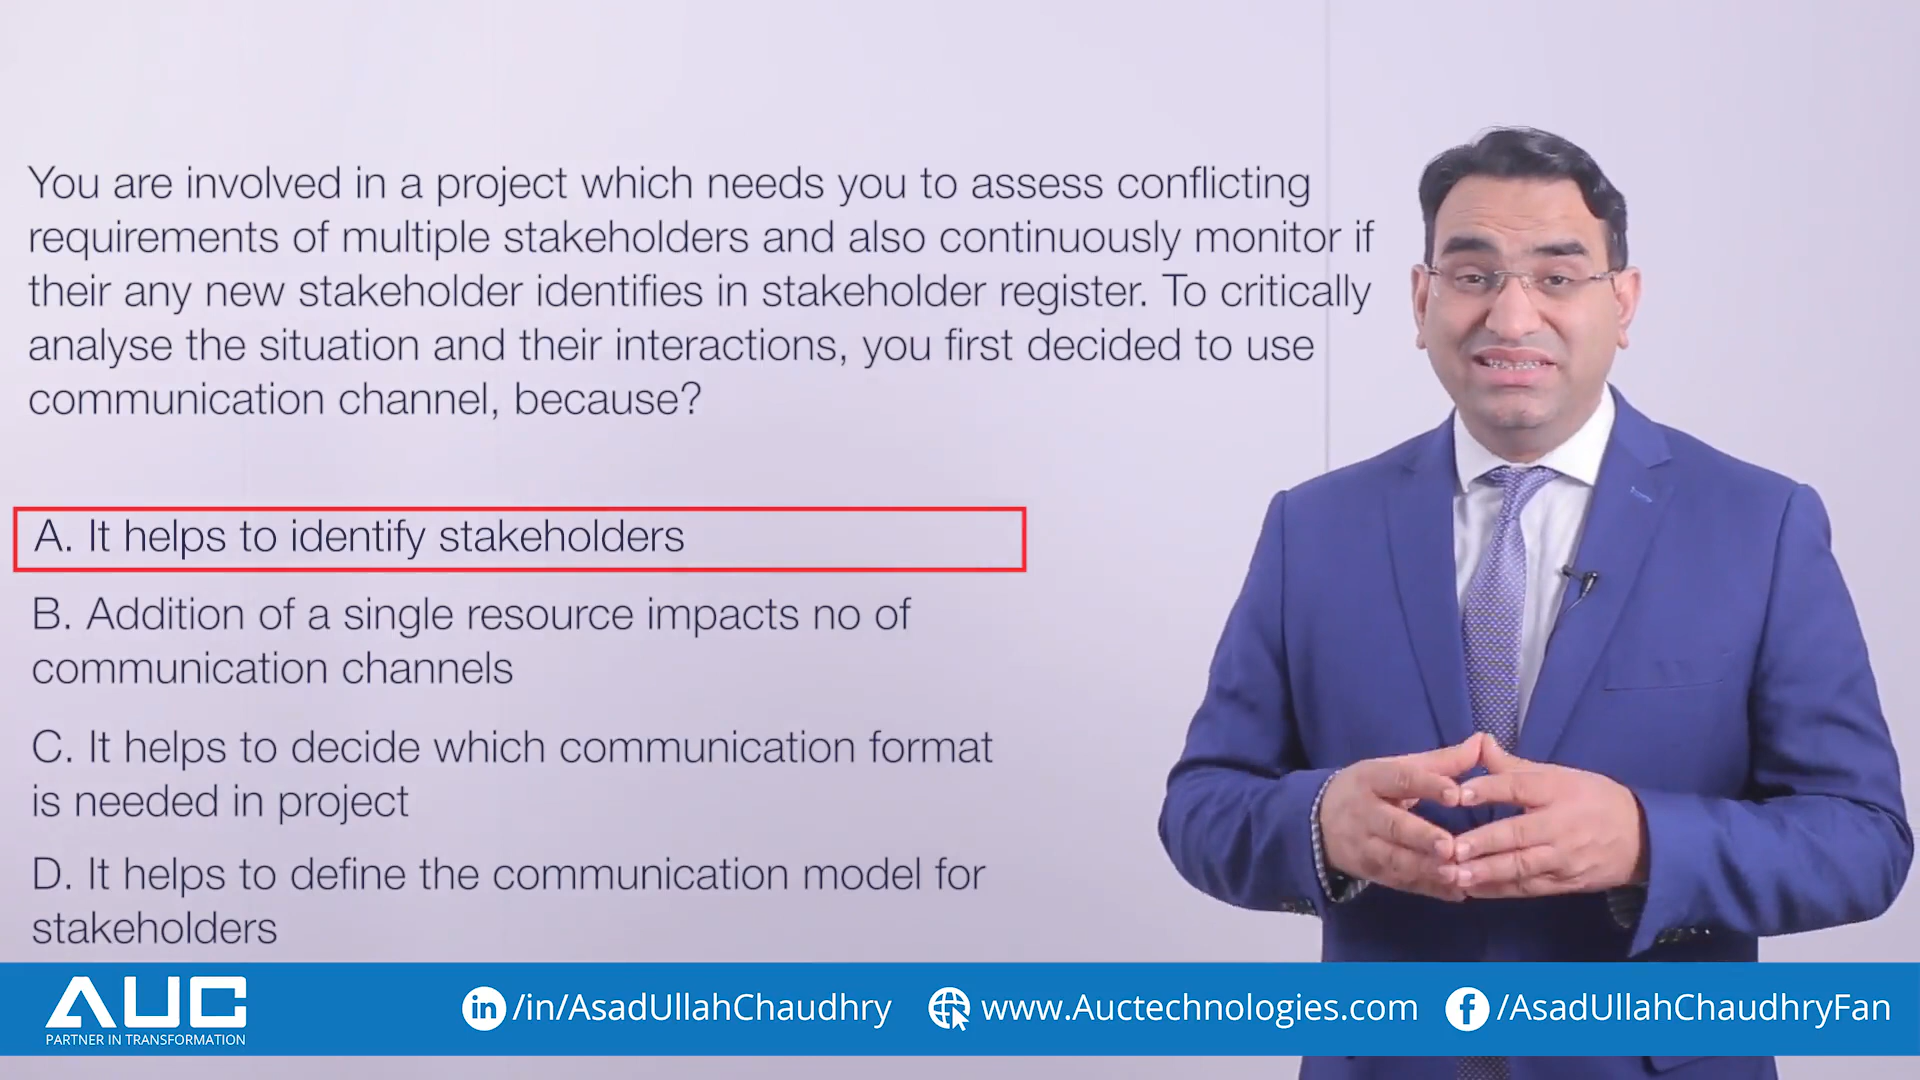 You are involved in a project which needs you to assess conflicting
requirements of multiple stakeholders and also continuously monitor if
their any new stakeholder identifies in stakeholder register. To critically
analyse the situation and their interactions, you first decided to use
communication channel, because?
A. It helps to identify stakeholders
B. Addition of a single resource impacts no of
communication channels
C. It helps to decide which communication format
is needed in project
D. It helps to define the communication model for
stakeholders
AUC
PARTNER IN TRANSFORMATION
in /in/AsadUllahChaudhry
www.Auctechnologies.com
f /AsadUllahChaudhryFan